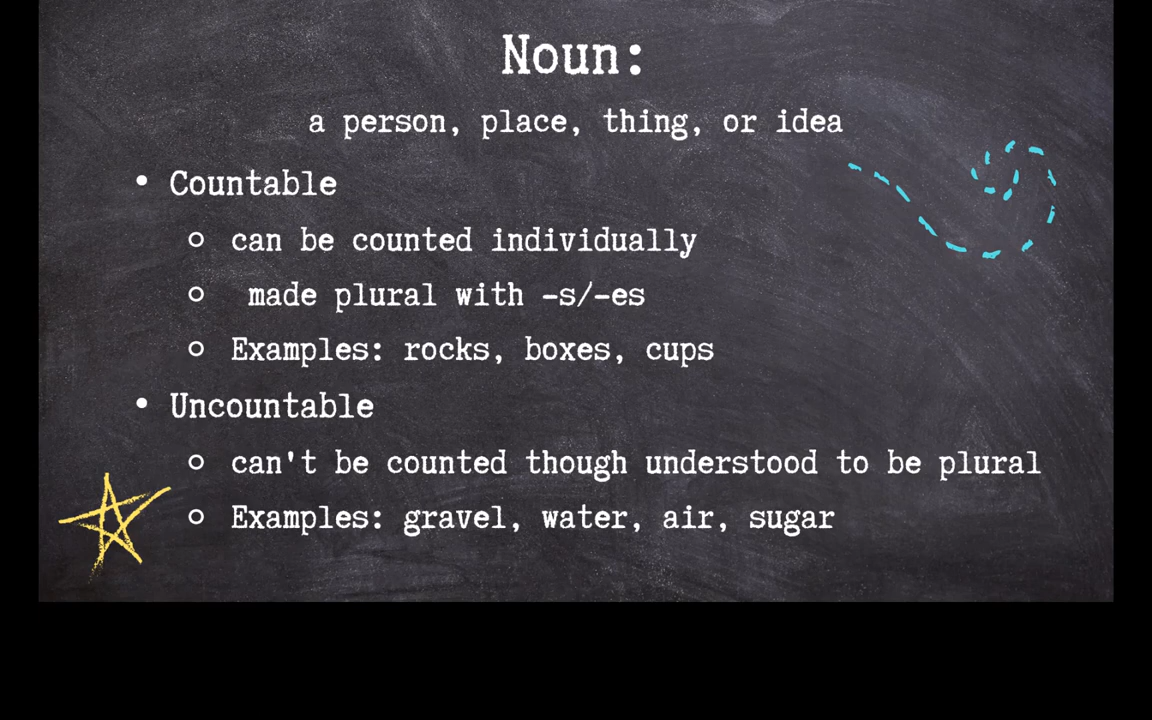 Noun:
a person, place, thing, or idea
• Countable
○ can be counted individually
○ made plural with -s/-es
○ Examples: rocks, boxes, cups
• Uncountable
○ can't be counted though understood to be plural
○ Examples: gravel, water, air, sugar